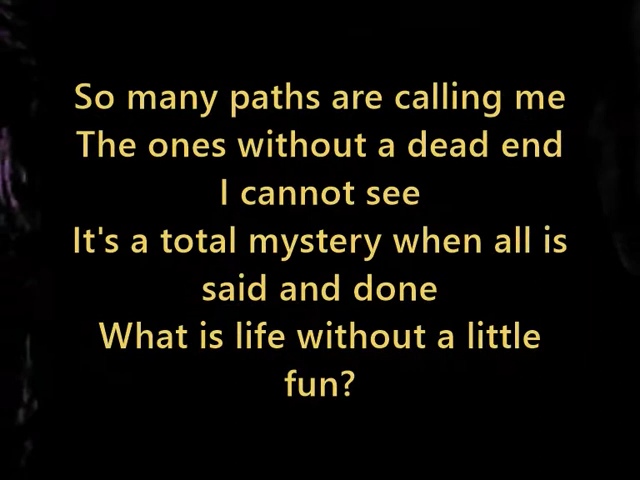 So many paths are calling me
The ones without a dead end
I cannot see
It's a total mystery when all is
said and done
What is life without a little
fun?